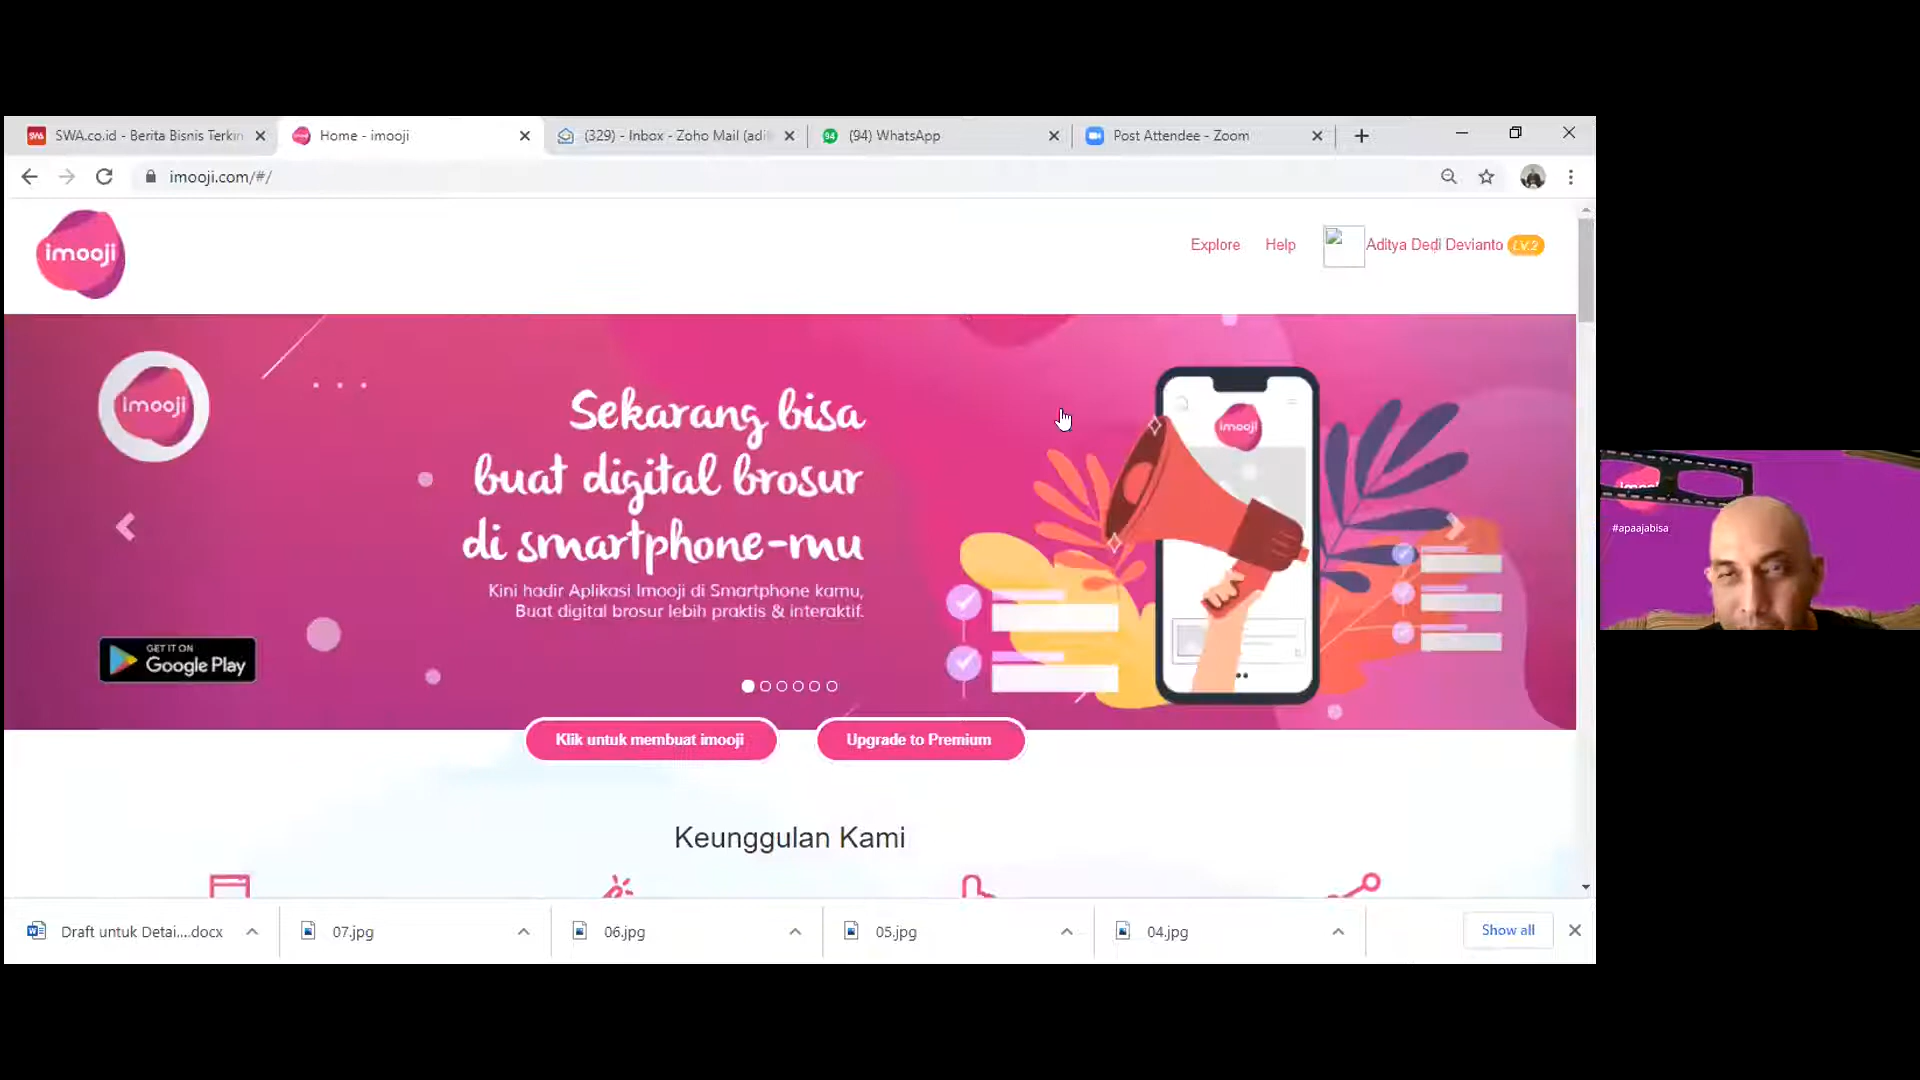 SWA.co.id - Berita Bisnis Terkin
Home - imooji
(329) - Inbox - Zoho Mail (adi
94
(94) WhatsApp
Post Attendee - Zoom
imooji.com/#/
imooji
Explore
Help
Aditya Dedi Devianto
LV.2
imooji
Sekarang bisa
buat digital brosur
di smartphone-mu
Kini hadir Aplikasi Imooji di Smartphone kamu,
Buat digital brosur lebih praktis & interaktif.
GET IT ON
Google Play
imooji
#apaajabisa
Klik untuk membuat imooji
Upgrade to Premium
Keunggulan Kami
Draft untuk Detai....docx
07.jpg
06.jpg
05.jpg
04.jpg
Show all